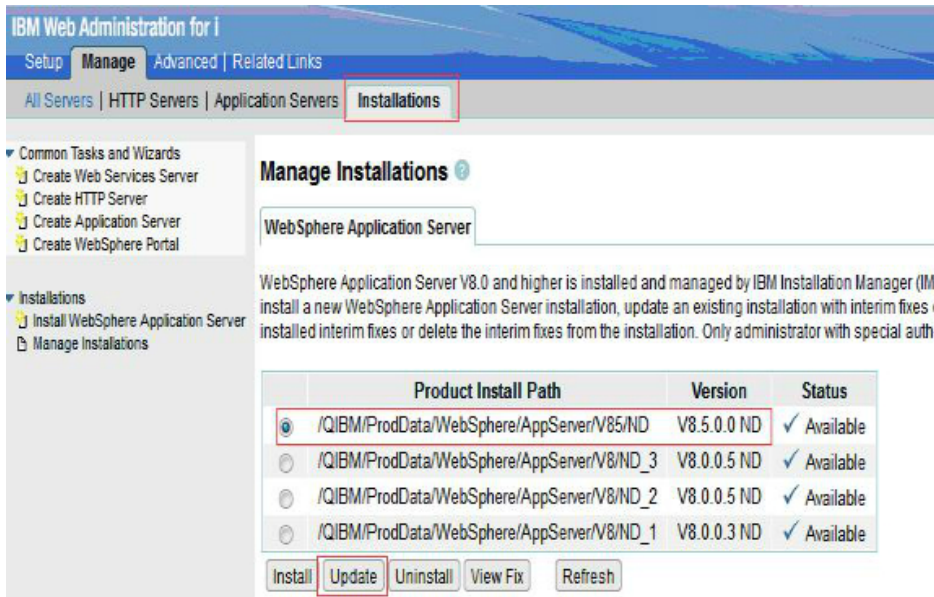 IBM Web Administration for i
Setup Manage Advanced | Related Links
All Servers | HTTP Servers | Application Servers Installations
Common Tasks and Wizards
Create Web Services Server
Create HTTP Server
Create Application Server
Create WebSphere Portal
Installations
Install WebSphere Application Server
Manage Installations
Manage Installations ?
WebSphere Application Server
WebSphere Application Server V8.0 and higher is installed and managed by IBM Installation Manager (IM
install a new WebSphere Application Server installation, update an existing installation with interim fixes
installed interim fixes or delete the interim fixes from the installation. Only administrator with special auth
Product Install Path Version Status
/QIBM/ProdData/WebSphere/AppServer/V85/ND V8.5.0.0 ND Available
/QIBM/ProdData/WebSphere/AppServer/V8/ND_3 V8.0.0.5 ND Available
/QIBM/ProdData/WebSphere/AppServer/V8/ND_2 V8.0.0.5 ND Available
/QIBM/ProdData/WebSphere/AppServer/V8/ND_1 V8.0.0.3 ND Available
Install Update Uninstall View Fix Refresh